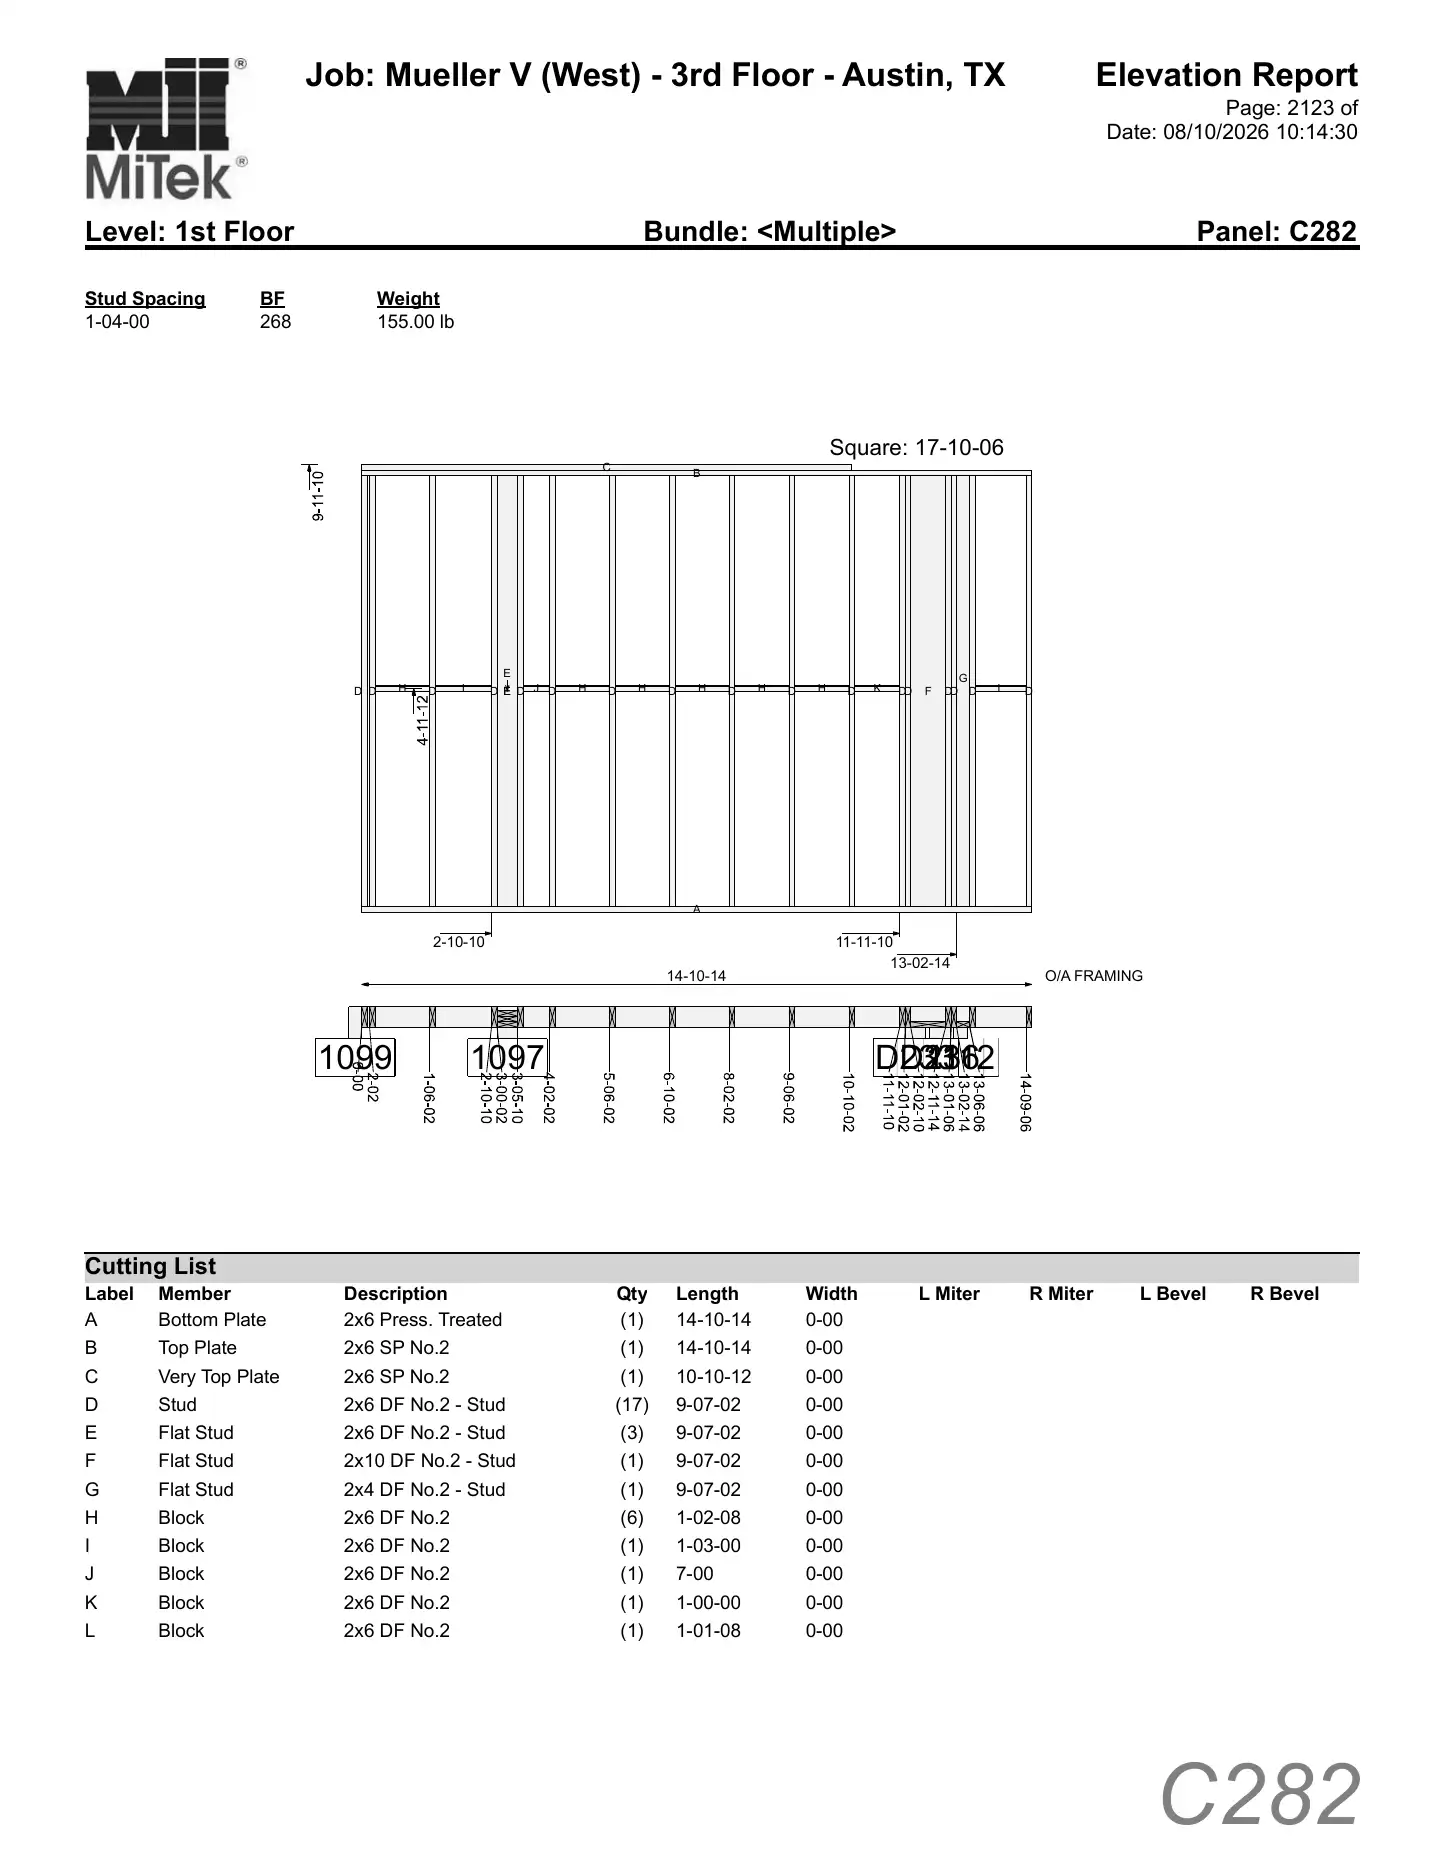 Job: Mueller V (West) - 3rd Floor - Austin, TX
Elevation Report
Page: 2123 of
Date: 08/10/2026 10:14:30
MiTek®
Level: 1st Floor Bundle: <Multiple> Panel: C282
Stud Spacing BF Weight
1-04-00 268 155.00 lb
Square: 17-10-06
C
B
9-11-10
E
G
D D H D I D E D J D H D H D H D H D H D K D D F D D D D
4-11-12
A
2-10-10 11-11-10
13-02-14
14-10-14 O/A FRAMING
1099 1097
0-00 2-02 1-06-02 2-10-10 3-00-02 3-05-10 4-02-02 5-06-02 6-10-02 8-02-02 9-06-02 10-10-02 11-11-10 12-01-02 12-02-10 12-11-14 13-01-06 13-02-14 13-06-06 14-09-06
Cutting List
Label Member Description Qty Length Width L Miter R Miter L Bevel R Bevel
A Bottom Plate 2x6 Press. Treated (1) 14-10-14 0-00
B Top Plate 2x6 SP No.2 (1) 14-10-14 0-00
C Very Top Plate 2x6 SP No.2 (1) 10-10-12 0-00
D Stud 2x6 DF No.2 - Stud (17) 9-07-02 0-00
E Flat Stud 2x6 DF No.2 - Stud (3) 9-07-02 0-00
F Flat Stud 2x10 DF No.2 - Stud (1) 9-07-02 0-00
G Flat Stud 2x4 DF No.2 - Stud (1) 9-07-02 0-00
H Block 2x6 DF No.2 (6) 1-02-08 0-00
I Block 2x6 DF No.2 (1) 1-03-00 0-00
J Block 2x6 DF No.2 (1) 7-00 0-00
K Block 2x6 DF No.2 (1) 1-00-00 0-00
L Block 2x6 DF No.2 (1) 1-01-08 0-00
C282